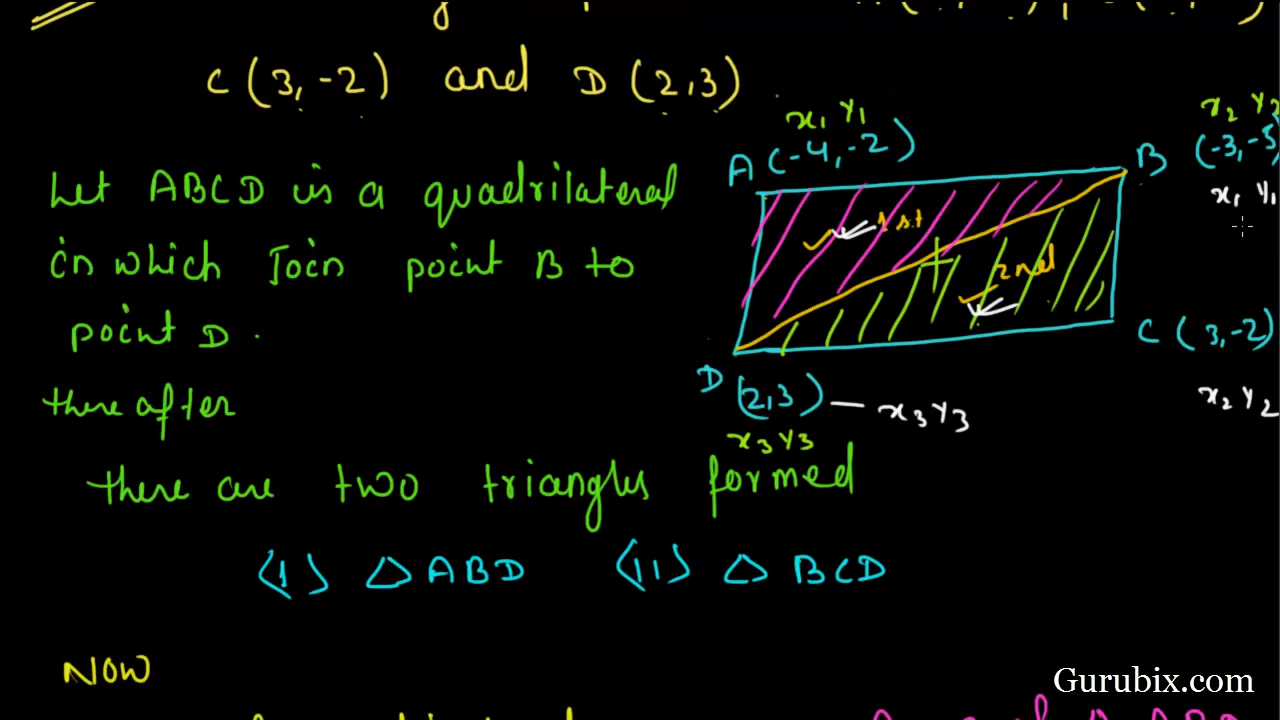 C (3, -2) and D (2,3)
x1 y1
x2 y2
A (-4, -2)
B (-3, -5)
x1 y1
Let ABCD is a quadrilateral
in which Join point B to
point D.
1st
2nd
C (3, -2)
D (2,3) — x3 y3
x2 y2
x3 y3
there after
there are two triangles formed
(1) △ ABD (11) △ BCD
Now
Gurubix.com